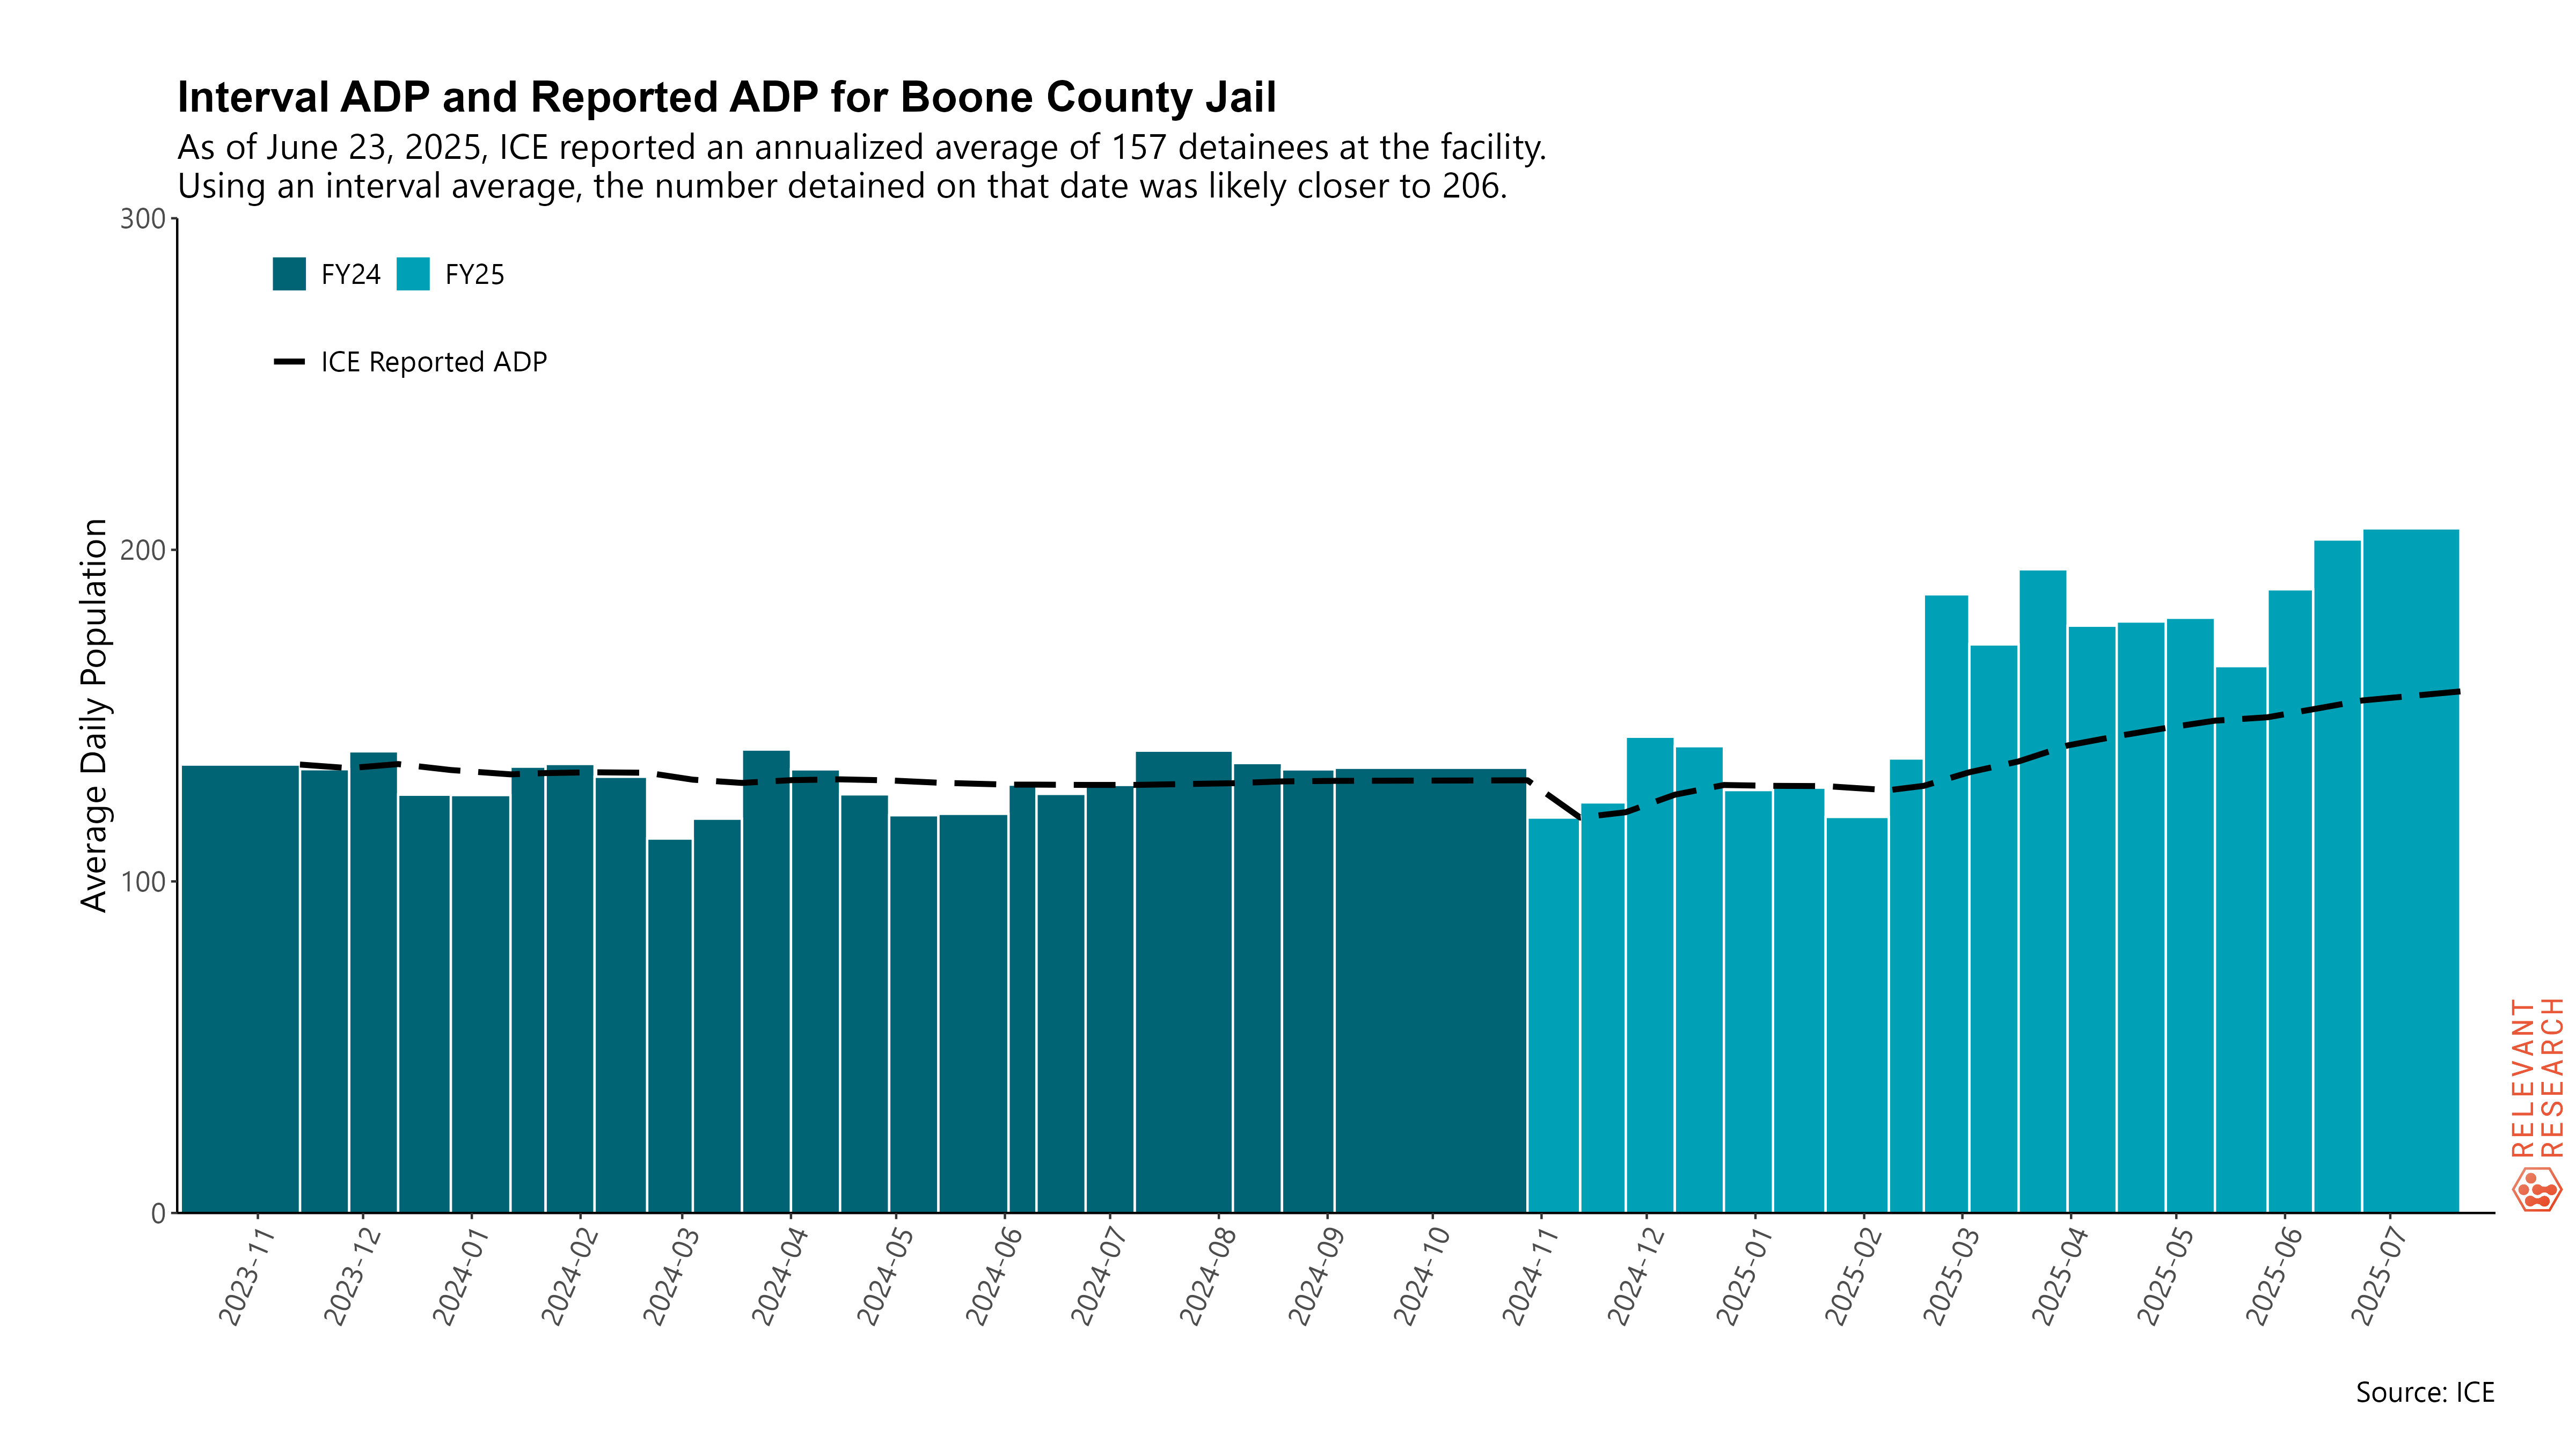 Interval ADP and Reported ADP for Boone County Jail
As of June 23, 2025, ICE reported an annualized average of 157 detainees at the facility.
Using an interval average, the number detained on that date was likely closer to 206.
300
200
100
0
Average Daily Population
FY24
FY25
ICE Reported ADP
2023-11
2023-12
2024-01
2024-02
2024-03
2024-04
2024-05
2024-06
2024-07
2024-08
2024-09
2024-10
2024-11
2024-12
2025-01
2025-02
2025-03
2025-04
2025-05
2025-06
2025-07
RELEVANT
RESEARCH
Source: ICE